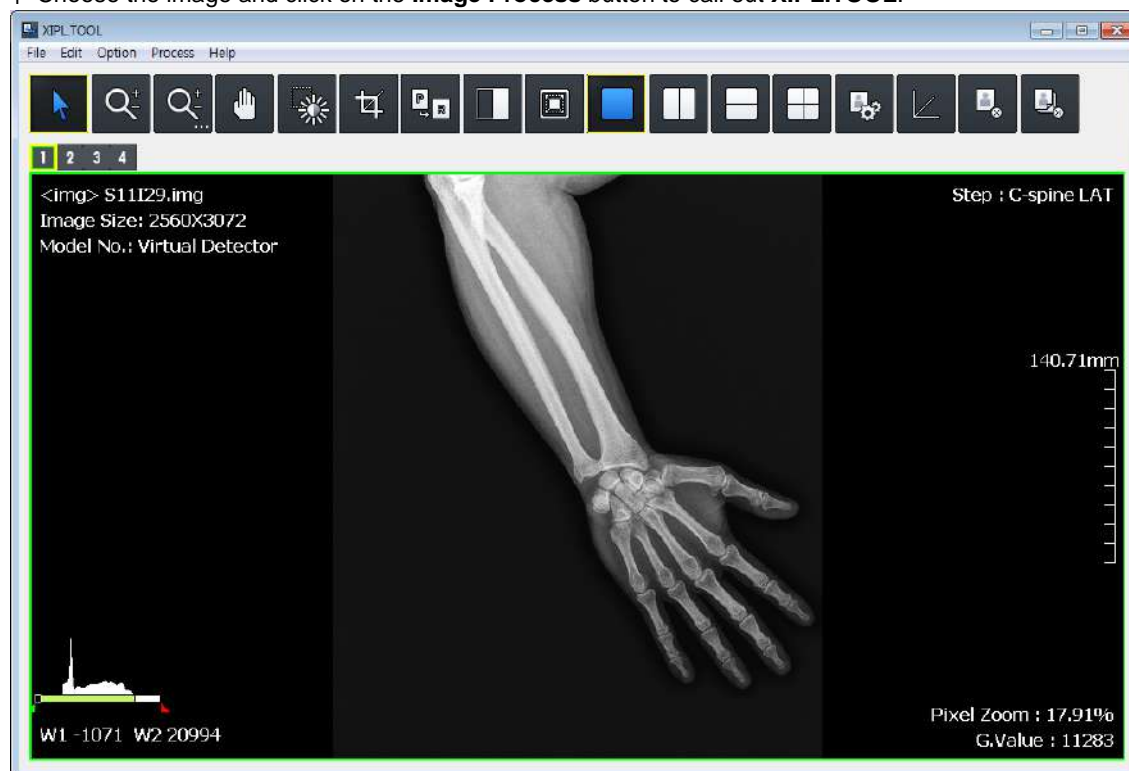 Choose the image and click on the Image Process button to call out XIPL.TOOL.
XIPL.TOOL
File Edit Option Process Help
1 2 3 4
<img> S11I29.img
Image Size: 2560X3072
Model No.: Virtual Detector
Step : C-spine LAT
140.71mm
W1 -1071 W2 20994
Pixel Zoom : 17.91%
G.Value : 11283